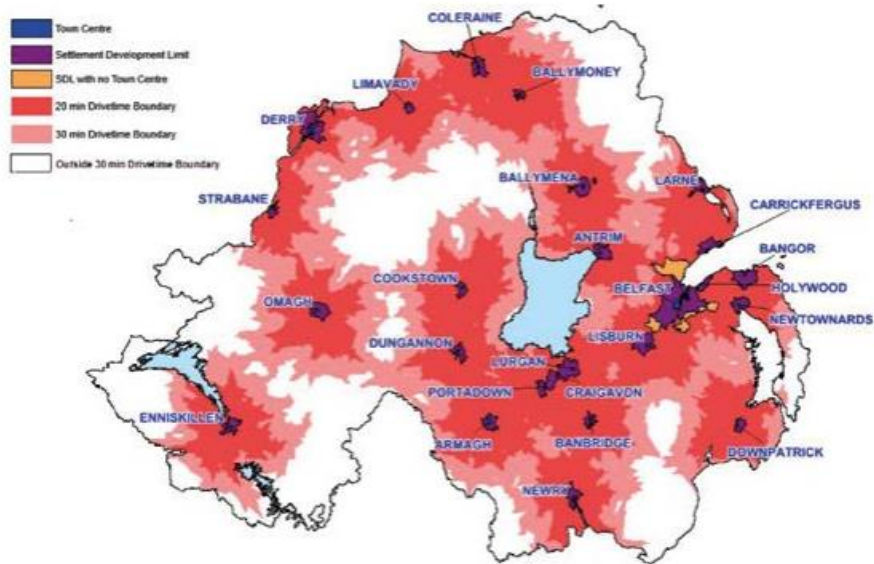 Town Centre
Settlement Development Limit
SDL with no Town Centre
20 min Drivetime Boundary
30 min Drivetime Boundary
Outside 30 min Drivetime Boundary
COLERAINE
LIMAVADY
BALLYMONEY
DERRY
STRABANE
BALLYMENA
LARNE
CARRICKFERGUS
ANTRIM
BANGOR
COOKSTOWN
BELFAST
HOLYWOOD
OMAGH
NEWTOWNARDS
DUNGANNON
LISBURN
LURGAN
PORTADOWN
CRAIGAVON
ENNISKILLEN
ARMAGH
BANBRIDGE
DOWNPATRICK
NEWRY